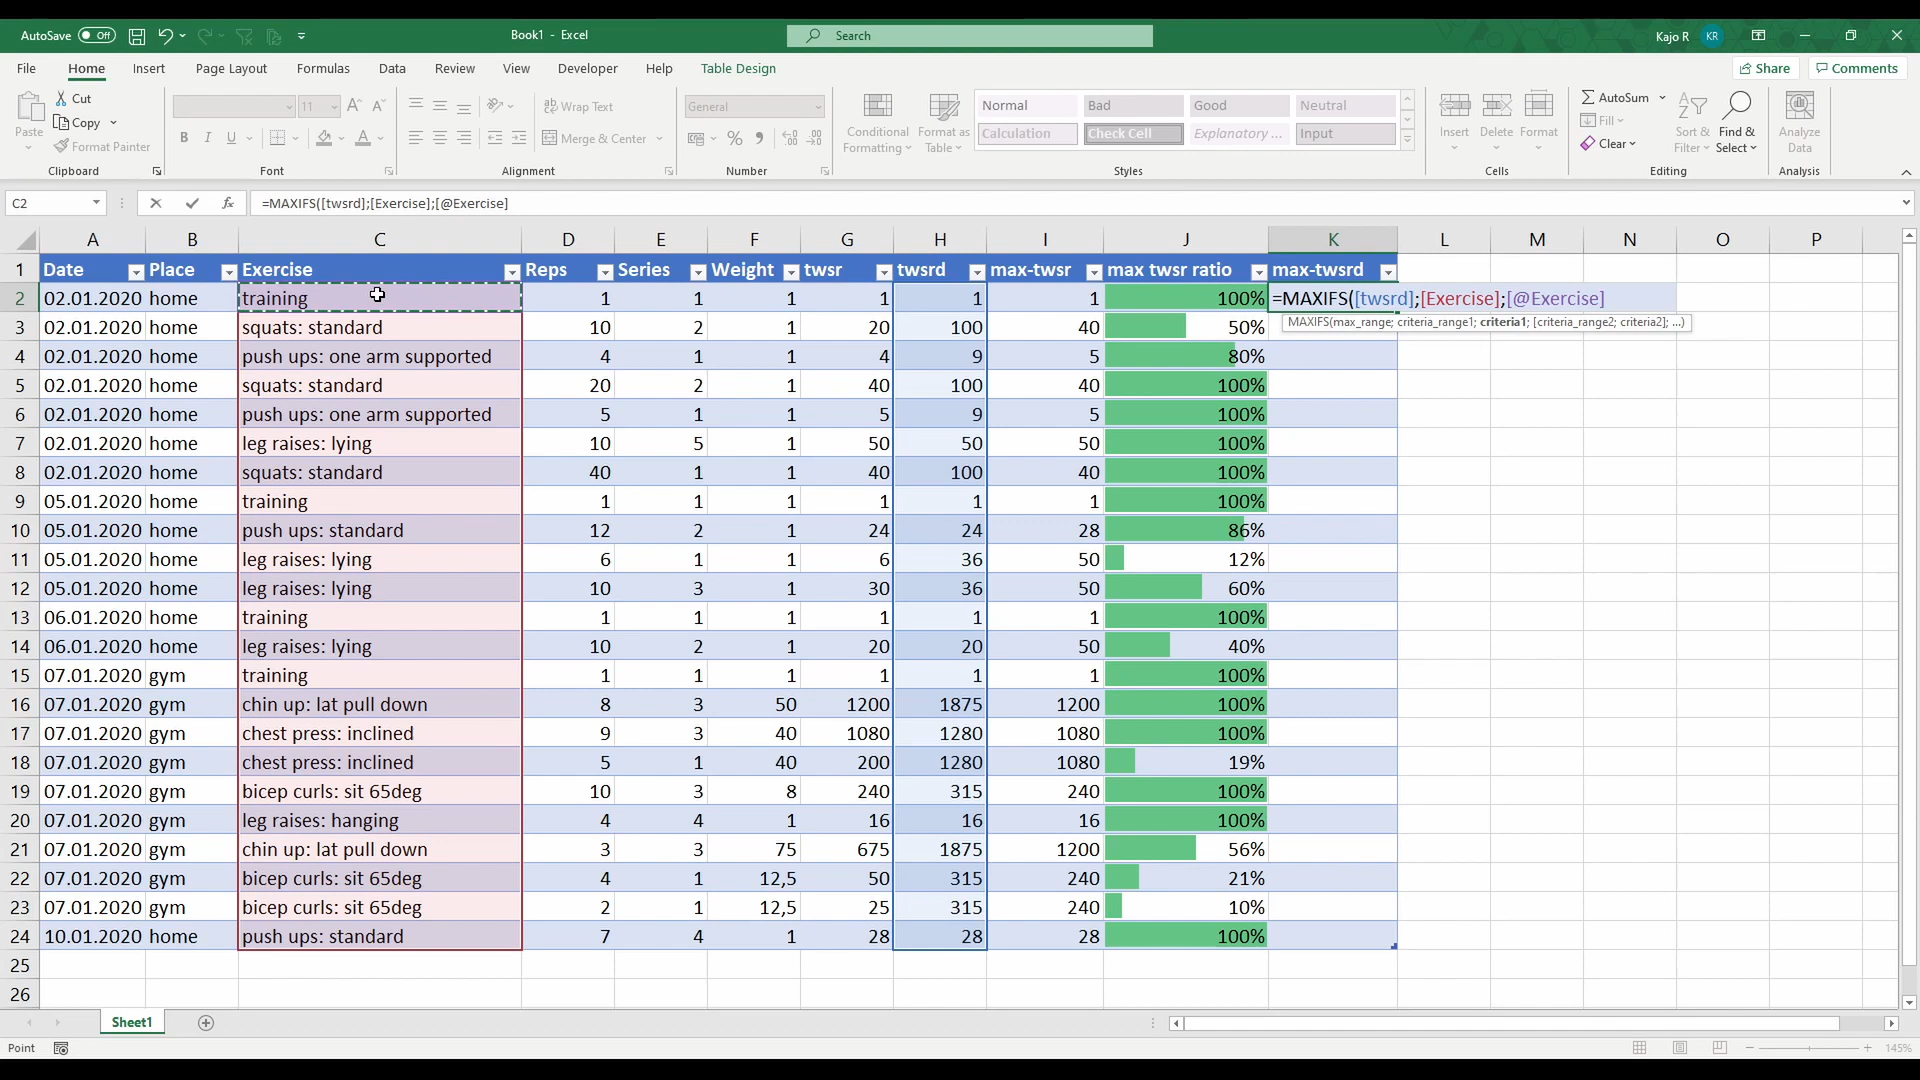 AutoSave Off Book1 - Excel Search Kajo R KR
File Home Insert Page Layout Formulas Data Review View Developer Help Table Design Share Comments
Paste Cut Copy Format Painter Clipboard
11 Font
Wrap Text Merge & Center Alignment
General Number
Conditional Formatting Format as Table
Normal Bad Good Neutral
Calculation Check Cell Explanatory ... Input
Styles
Insert Delete Format Cells
AutoSum Fill Clear Sort & Filter Find & Select Editing
Analyze Data Analysis
C2 fx =MAXIFS([twsrd];[Exercise];[@Exercise]
A B C D E F G H I J K L M N O P
1 Date Place Exercise Reps Series Weight twsr twsrd max-twsr max twsr ratio max-twsrd
2 02.01.2020 home training 1 1 1 1 1 1 100% =MAXIFS([twsrd];[Exercise];[@Exercise]
MAXIFS(max_range; criteria_range1; criteria1; [criteria_range2; criteria2]; ...)
3 02.01.2020 home squats: standard 10 2 1 20 100 40 50%
4 02.01.2020 home push ups: one arm supported 4 1 1 4 9 5 80%
5 02.01.2020 home squats: standard 20 2 1 40 100 40 100%
6 02.01.2020 home push ups: one arm supported 5 1 1 5 9 5 100%
7 02.01.2020 home leg raises: lying 10 5 1 50 50 50 100%
8 02.01.2020 home squats: standard 40 1 1 40 100 40 100%
9 05.01.2020 home training 1 1 1 1 1 1 100%
10 05.01.2020 home push ups: standard 12 2 1 24 24 28 86%
11 05.01.2020 home leg raises: lying 6 1 1 6 36 50 12%
12 05.01.2020 home leg raises: lying 10 3 1 30 36 50 60%
13 06.01.2020 home training 1 1 1 1 1 1 100%
14 06.01.2020 home leg raises: lying 10 2 1 20 20 50 40%
15 07.01.2020 gym training 1 1 1 1 1 1 100%
16 07.01.2020 gym chin up: lat pull down 8 3 50 1200 1875 1200 100%
17 07.01.2020 gym chest press: inclined 9 3 40 1080 1280 1080 100%
18 07.01.2020 gym chest press: inclined 5 1 40 200 1280 1080 19%
19 07.01.2020 gym bicep curls: sit 65deg 10 3 8 240 315 240 100%
20 07.01.2020 gym leg raises: hanging 4 4 1 16 16 16 100%
21 07.01.2020 gym chin up: lat pull down 3 3 75 675 1875 1200 56%
22 07.01.2020 gym bicep curls: sit 65deg 4 1 12,5 50 315 240 21%
23 07.01.2020 gym bicep curls: sit 65deg 2 1 12,5 25 315 240 10%
24 10.01.2020 home push ups: standard 7 4 1 28 28 28 100%
25
26
Sheet1
Point 145%